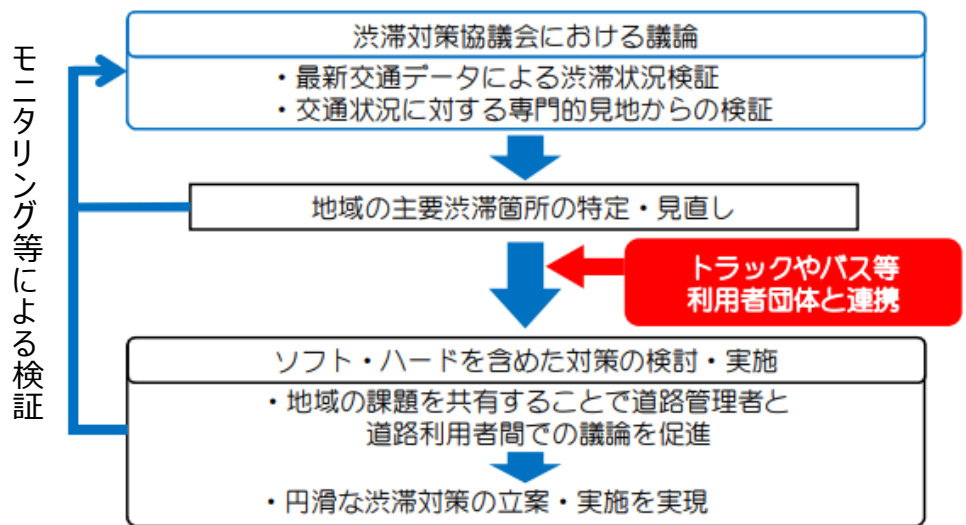 モニタリング等による検証
渋滞対策協議会における議論
・最新交通データによる渋滞状況検証
・交通状況に対する専門的見地からの検証
地域の主要渋滞箇所の特定・見直し
トラックやバス等
利用者団体と連携
ソフト・ハードを含めた対策の検討・実施
・地域の課題を共有することで道路管理者と
道路利用者間での議論を促進
・円滑な渋滞対策の立案・実施を実現